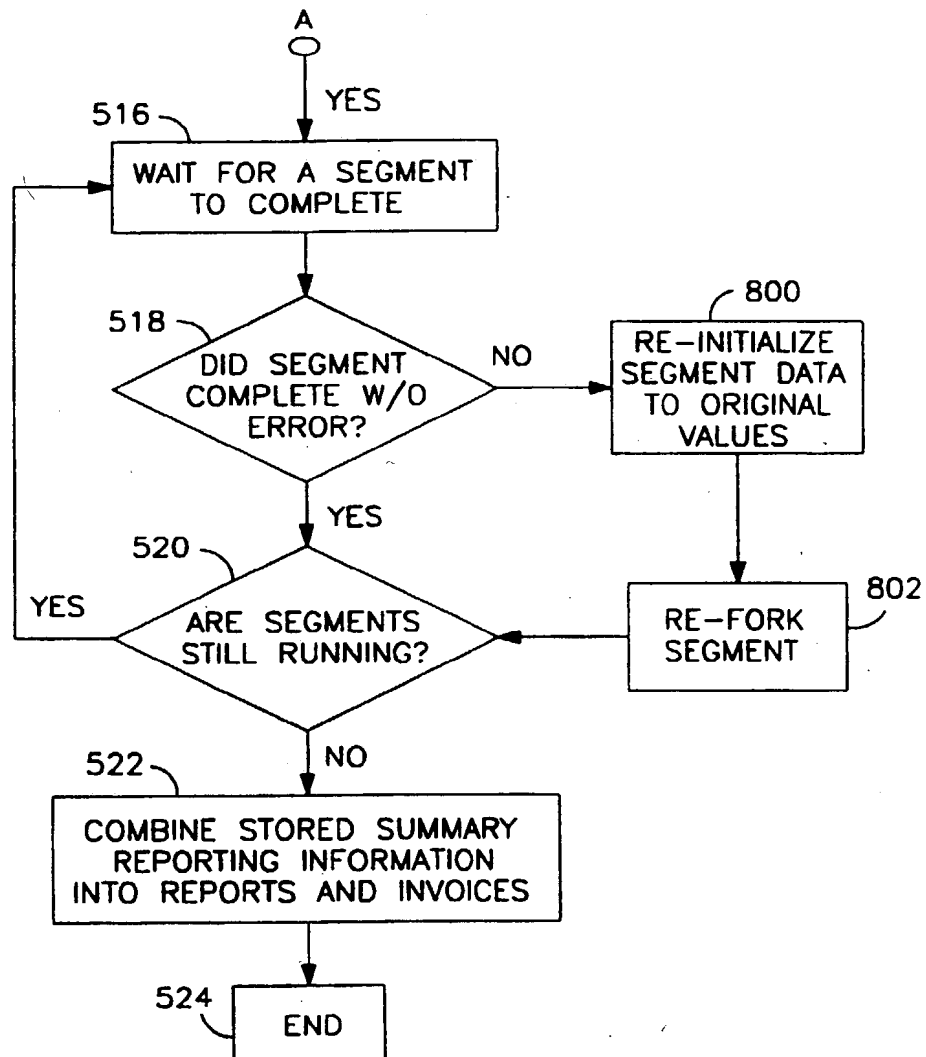 A
YES
516
WAIT FOR A SEGMENT
TO COMPLETE
518
DID SEGMENT
COMPLETE W/O
ERROR?
NO
800
RE-INITIALIZE
SEGMENT DATA
TO ORIGINAL
VALUES
YES
520
YES
ARE SEGMENTS
STILL RUNNING?
802
RE-FORK
SEGMENT
NO
522
COMBINE STORED SUMMARY
REPORTING INFORMATION
INTO REPORTS AND INVOICES
524
END